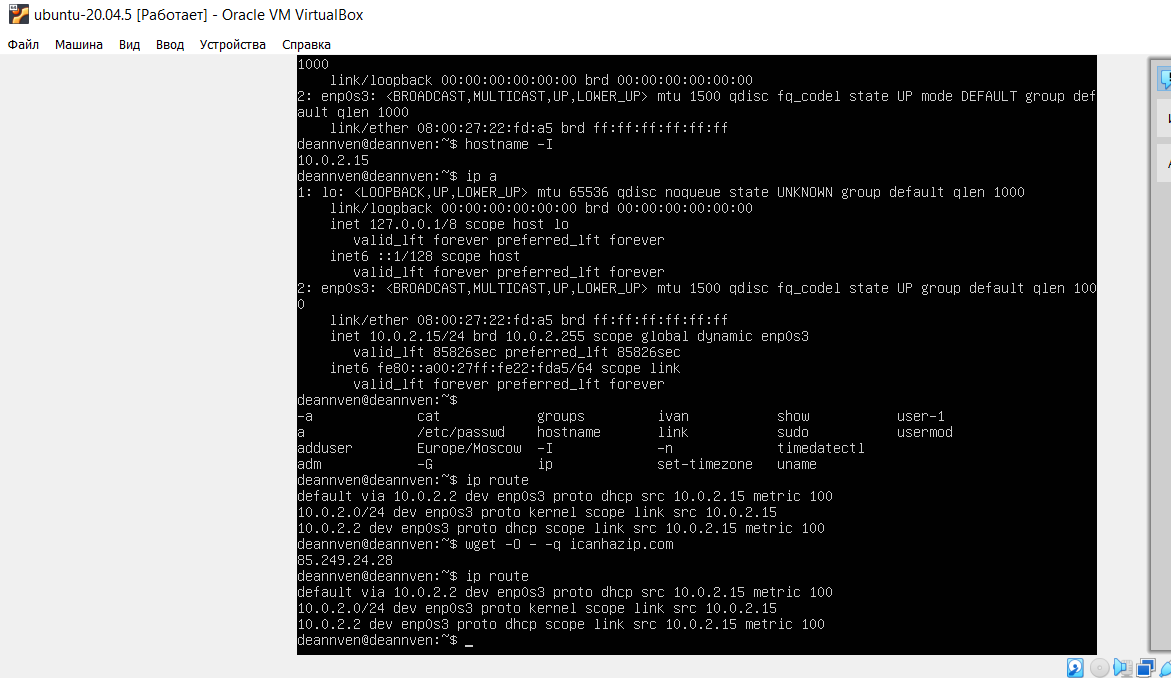 ubuntu-20.04.5 [Работает] - Oracle VM VirtualBox
Файл Машина Вид Ввод Устройства Справка
1000
link/loopback 00:00:00:00:00:00 brd 00:00:00:00:00:00
2: enp0s3: <BROADCAST,MULTICAST,UP,LOWER_UP> mtu 1500 qdisc fq_codel state UP mode DEFAULT group def
ault qlen 1000
link/ether 08:00:27:22:fd:a5 brd ff:ff:ff:ff:ff:ff
deannven@deannven:~$ hostname -I
10.0.2.15
deannven@deannven:~$ ip a
1: lo: <LOOPBACK,UP,LOWER_UP> mtu 65536 qdisc noqueue state UNKNOWN group default qlen 1000
link/loopback 00:00:00:00:00:00 brd 00:00:00:00:00:00
inet 127.0.0.1/8 scope host lo
valid_lft forever preferred_lft forever
inet6 ::1/128 scope host
valid_lft forever preferred_lft forever
2: enp0s3: <BROADCAST,MULTICAST,UP,LOWER_UP> mtu 1500 qdisc fq_codel state UP group default qlen 100
0
link/ether 08:00:27:22:fd:a5 brd ff:ff:ff:ff:ff:ff
inet 10.0.2.15/24 brd 10.0.2.255 scope global dynamic enp0s3
valid_lft 85826sec preferred_lft 85826sec
inet6 fe80::a00:27ff:fe22:fda5/64 scope link
valid_lft forever preferred_lft forever
deannven@deannven:~$
-a cat groups ivan show user-1
a /etc/passwd hostname link sudo usermod
adduser Europe/Moscow -I -n timedatectl
adm -G ip set-timezone uname
deannven@deannven:~$ ip route
default via 10.0.2.2 dev enp0s3 proto dhcp src 10.0.2.15 metric 100
10.0.2.0/24 dev enp0s3 proto kernel scope link src 10.0.2.15
10.0.2.2 dev enp0s3 proto dhcp scope link src 10.0.2.15 metric 100
deannven@deannven:~$ wget -O - -q icanhazip.com
85.249.24.28
deannven@deannven:~$ ip route
default via 10.0.2.2 dev enp0s3 proto dhcp src 10.0.2.15 metric 100
10.0.2.0/24 dev enp0s3 proto kernel scope link src 10.0.2.15
10.0.2.2 dev enp0s3 proto dhcp scope link src 10.0.2.15 metric 100
deannven@deannven:~$ _